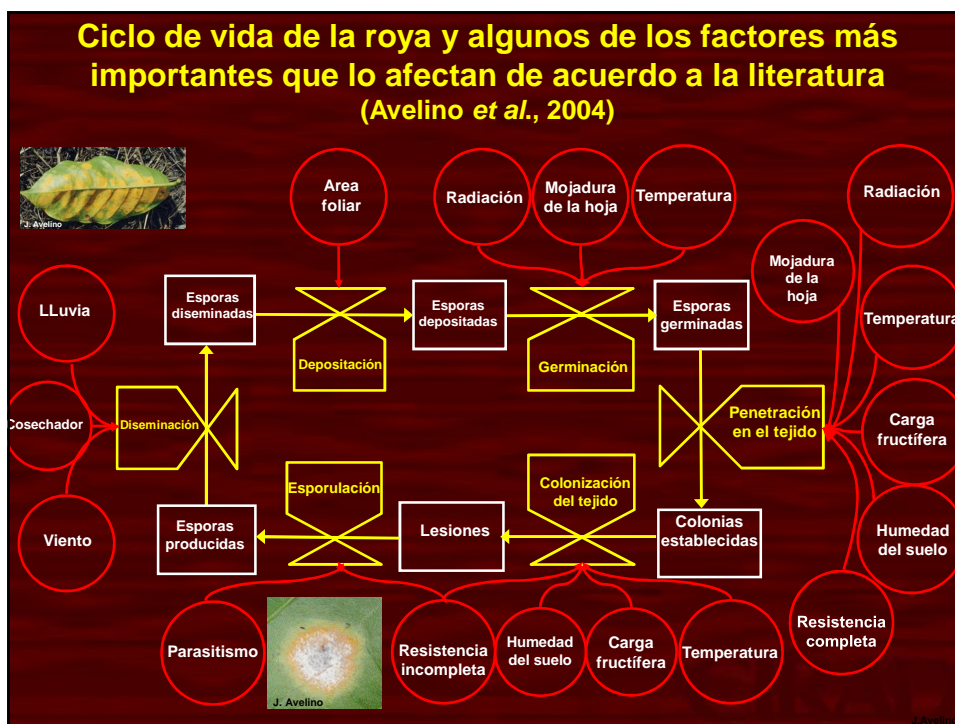 Ciclo de vida de la roya y algunos de los factores más
importantes que lo afectan de acuerdo a la literatura
(Avelino et al., 2004)
J. Avelino
Area
foliar
Radiación
Mojadura
de la hoja
Temperatura
Radiación
Mojadura
de la
hoja
LLuvia
Esporas
diseminadas
Esporas
depositadas
Esporas
germinadas
Temperatura
Depositación
Germinación
Cosechador
Diseminación
Penetración
en el tejido
Carga
fructífera
Esporulación
Colonización
del tejido
Viento
Esporas
producidas
Lesiones
Colonias
establecidas
Humedad
del suelo
Parasitismo
J. Avelino
Resistencia
incompleta
Humedad
del suelo
Carga
fructífera
Temperatura
Resistencia
completa
J.Avelino